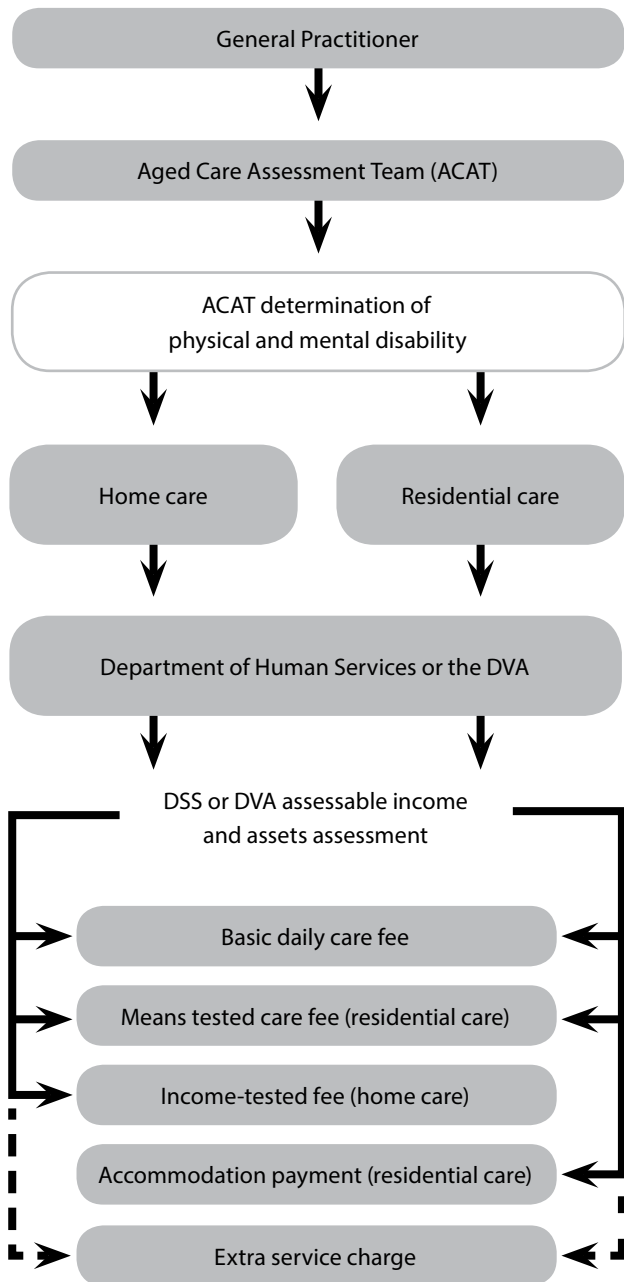 General Practitioner
Aged Care Assessment Team (ACAT)
ACAT determination of
physical and mental disability
Home care
Residential care
Department of Human Services or the DVA
DSS or DVA assessable income
and assets assessment
Basic daily care fee
Means tested care fee (residential care)
Income-tested fee (home care)
Accommodation payment (residential care)
Extra service charge